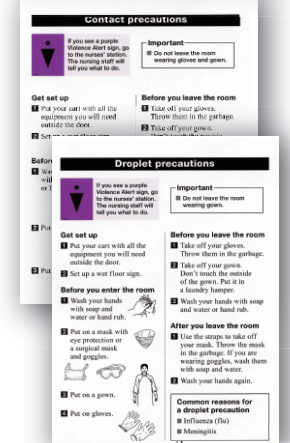 Contact precautions
If you see a purple
Violence Alert sign, go
to the nurses' station.
The nursing staff will
tell you what to do.
Important
Do not leave the room
wearing gloves and gown.
Get set up
1 Put your cart with all the
equipment you will need
outside the door.
2
Before you leave the room
1 Take off your gloves.
Throw them in the garbage.
2 Take off your gown.
Droplet precautions
If you see a purple
Violence Alert sign, go
to the nurses' station.
The nursing staff will
tell you what to do.
Important
Do not leave the room
wearing gown.
Get set up
1 Put your cart with all the
equipment you will need
outside the door.
2 Set up a wet floor sign.
Before you enter the room
1 Wash your hands
with soap and
water or hand rub.
2 Put on a mask with
eye protection or
a surgical mask
and goggles.
3 Put on a gown.
4 Put on gloves.
Before you leave the room
1 Take off your gloves.
Throw them in the garbage.
2 Take off your gown.
Don't touch the outside
of the gown. Put it in
a laundry hamper.
3 Wash your hands with soap
and water or hand rub.
After you leave the room
1 Use the straps to take off
your mask. Throw the mask
in the garbage. If you are
wearing goggles, wash them
with soap and water.
2 Wash your hands again.
Common reasons for
a droplet precaution
Influenza (flu)
Meningitis